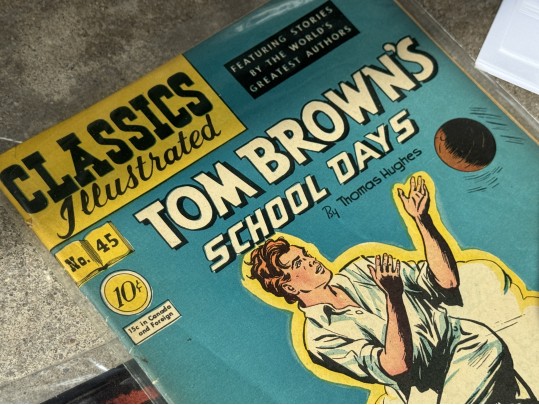 FEATURING STORIES
BY THE WORLD'S
GREATEST AUTHORS
CLASSICS
Illustrated
TOM BROWN'S
SCHOOL DAYS
By Thomas Hughes
No. 45
10¢
15c in Canada
and Foreign